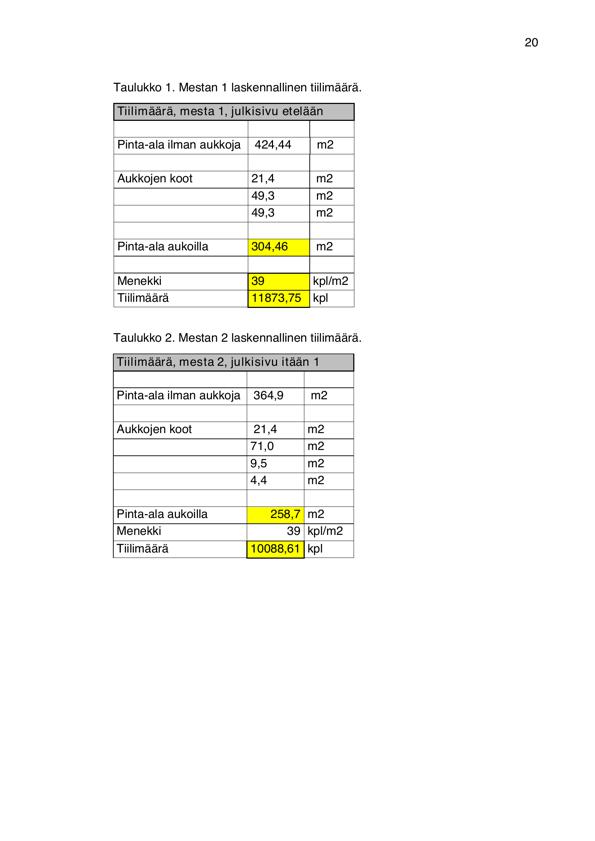 20
Taulukko 1. Mestan 1 laskennallinen tiilimäärä.
Tiilimäärä, mesta 1, julkisivu etelään
Pinta-ala ilman aukkoja 424,44 m2
Aukkojen koot 21,4 m2
49,3 m2
49,3 m2
Pinta-ala aukoilla 304,46 m2
Menekki 39 kpl/m2
Tiilimäärä 11873,75 kpl
Taulukko 2. Mestan 2 laskennallinen tiilimäärä.
Tiilimäärä, mesta 2, julkisivu itään 1
Pinta-ala ilman aukkoja 364,9 m2
Aukkojen koot 21,4 m2
71,0 m2
9,5 m2
4,4 m2
Pinta-ala aukoilla 258,7 m2
Menekki 39 kpl/m2
Tiilimäärä 10088,61 kpl